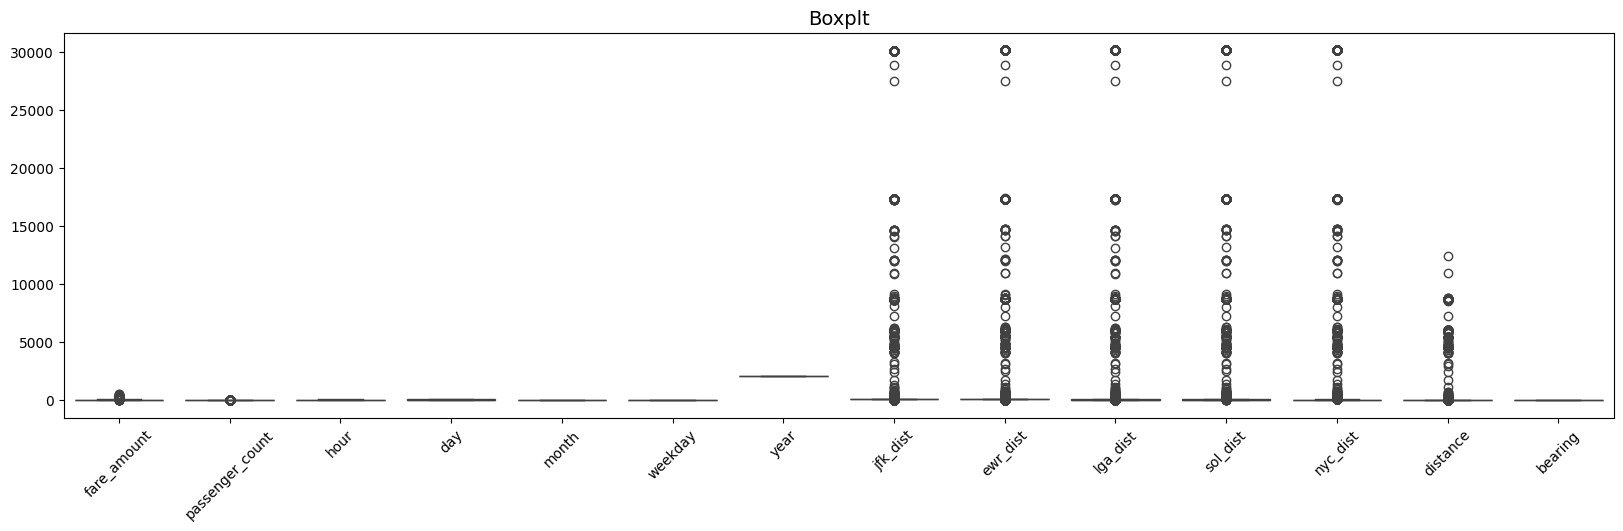 Boxplt
30000
25000
20000
15000
10000
5000
0
fare_amount
passenger_count
hour
day
month
weekday
year
jfk_dist
ewr_dist
lga_dist
sol_dist
nyc_dist
distance
bearing